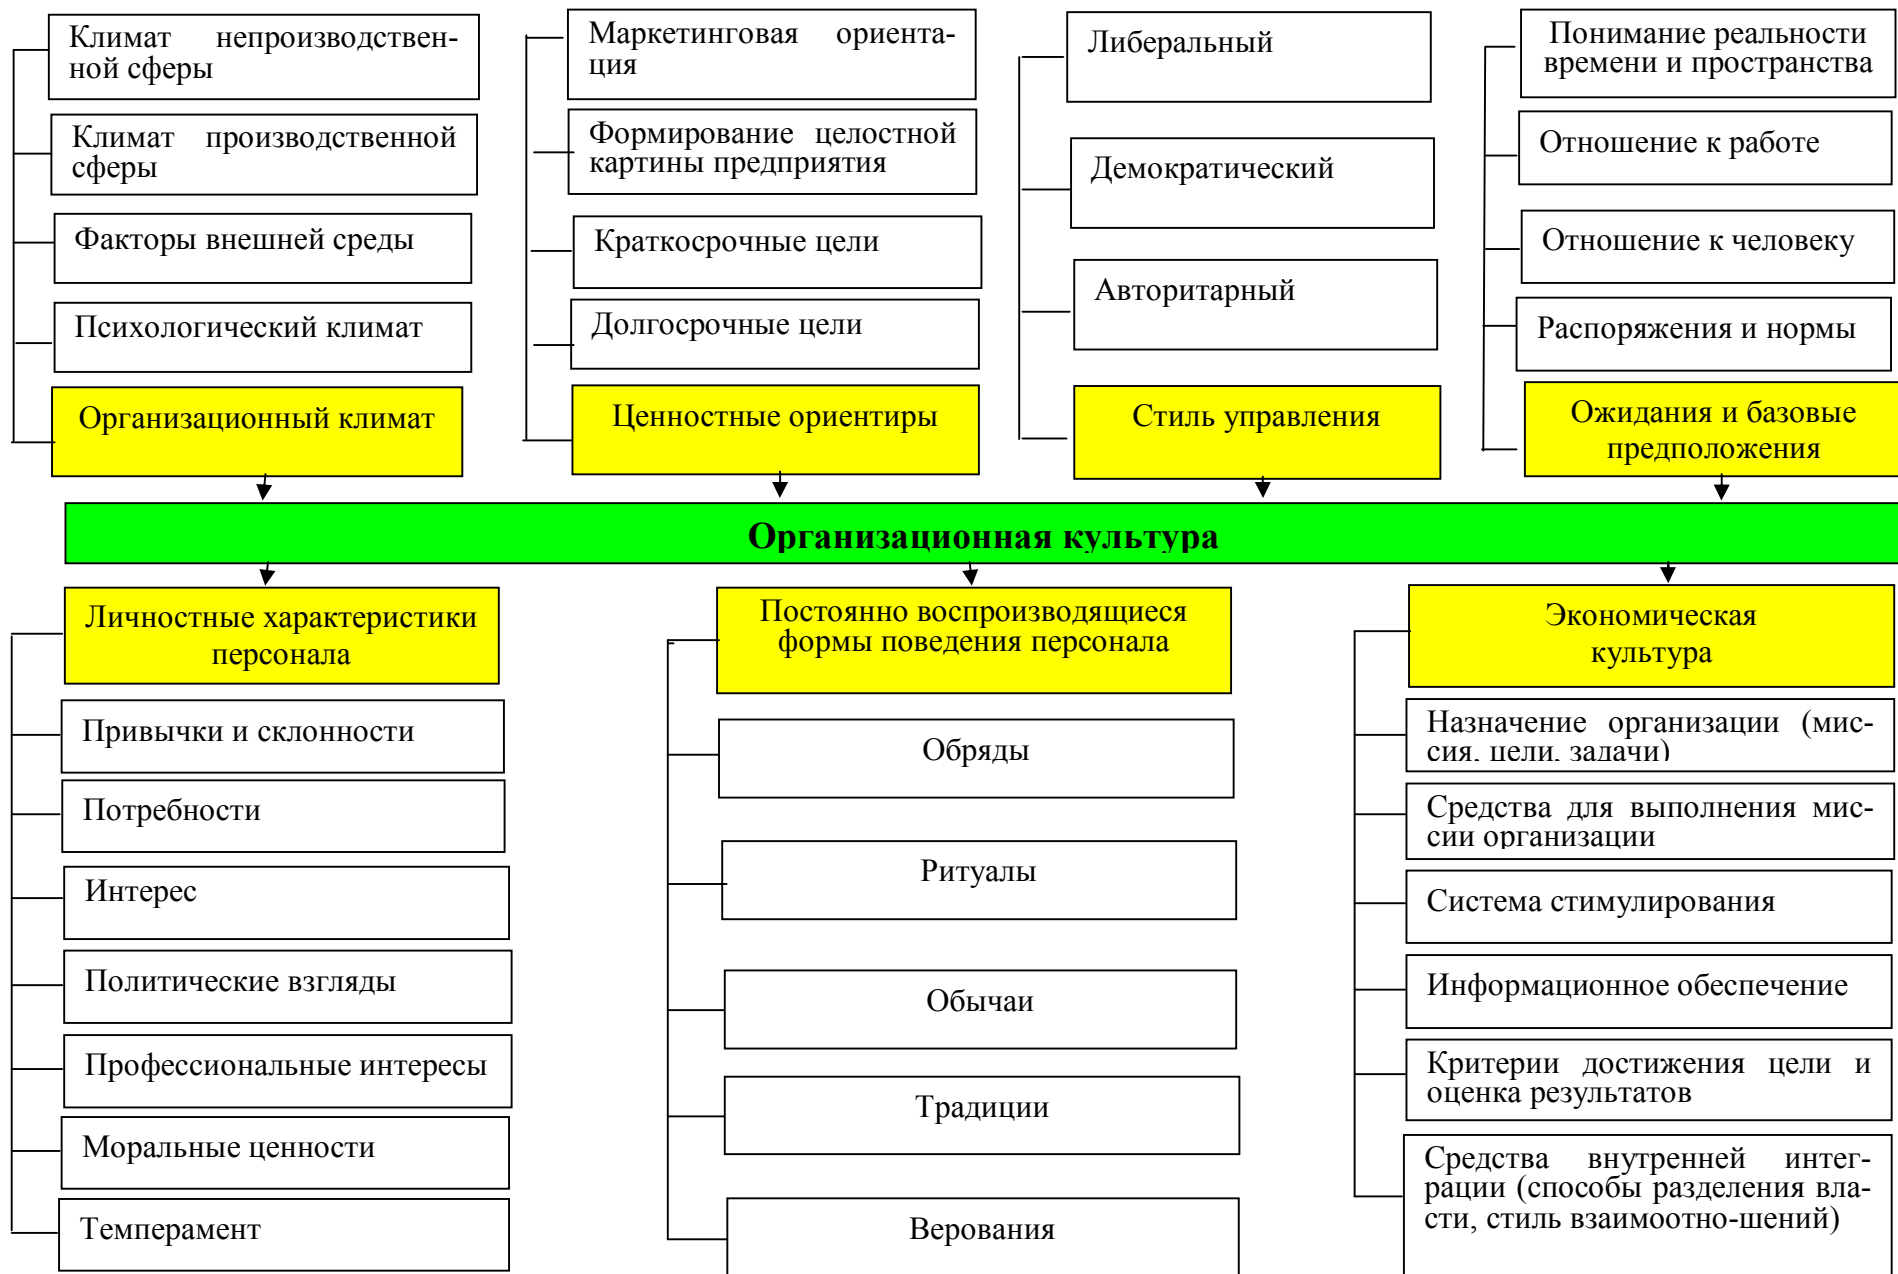 Климат непроизводствен-
ной сферы
Климат производственной
сферы
Факторы внешней среды
Психологический климат
Организационный климат
Маркетинговая ориента-
ция
Формирование целостной
картины предприятия
Краткосрочные цели
Долгосрочные цели
Ценностные ориентиры
Либеральный
Демократический
Авторитарный
Стиль управления
Понимание реальности
времени и пространства
Отношение к работе
Отношение к человеку
Распоряжения и нормы
Ожидания и базовые
предположения
Организационная культура
Личностные характеристики
персонала
Привычки и склонности
Потребности
Интерес
Политические взгляды
Профессиональные интересы
Моральные ценности
Темперамент
Постоянно воспроизводящиеся
формы поведения персонала
Обряды
Ритуалы
Обычаи
Традиции
Верования
Экономическая
культура
Назначение организации (мис-
сия, цели, задачи)
Средства для выполнения мис-
сии организации
Система стимулирования
Информационное обеспечение
Критерии достижения цели и
оценка результатов
Средства внутренней интег-
рации (способы разделения вла-
сти, стиль взаимоотно-шений)